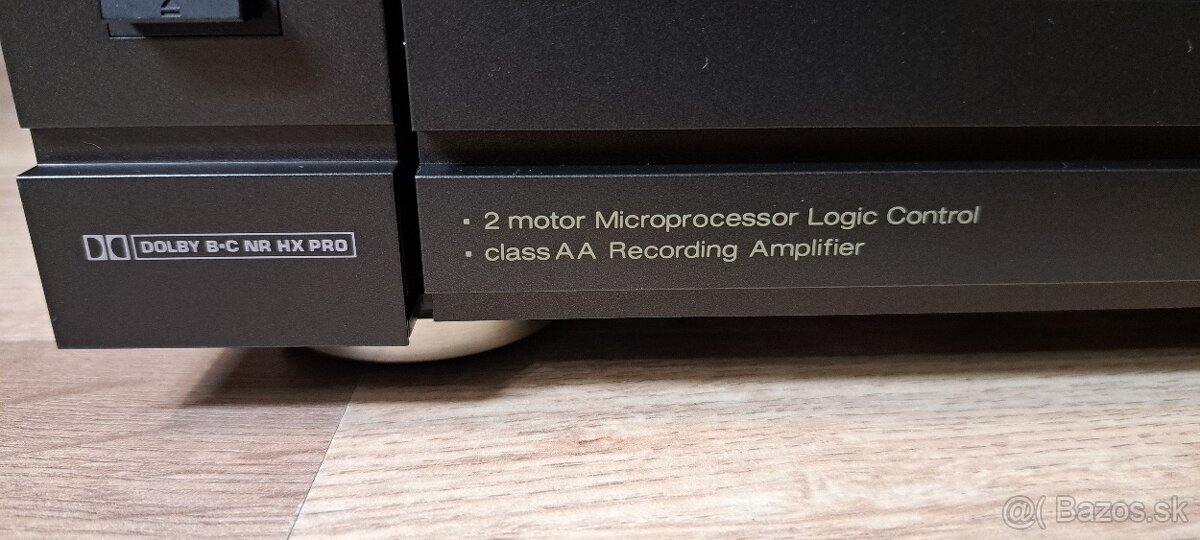 DOLBY B·C NR HX PRO
▪ 2 motor Microprocessor Logic Control
▪ class AA Recording Amplifier
@( Bazos.sk